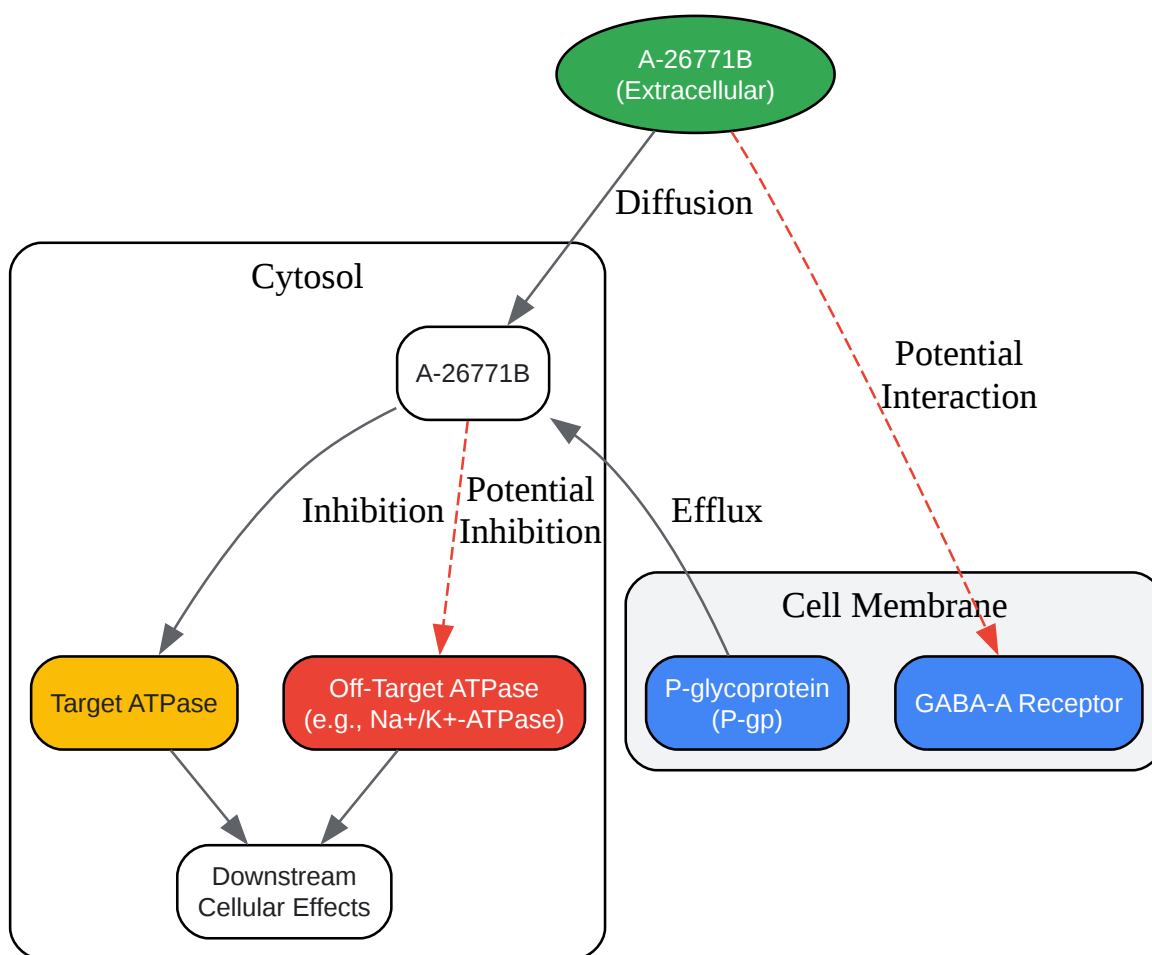 A-26771B
(Extracellular)
Diffusion
Cytosol
A-26771B
Potential
Interaction
Inhibition
Potential
Inhibition
Efflux
Cell Membrane
Target ATPase
Off-Target ATPase
(e.g., Na+/K+-ATPase)
P-glycoprotein
(P-gp)
GABA-A Receptor
Downstream
Cellular Effects